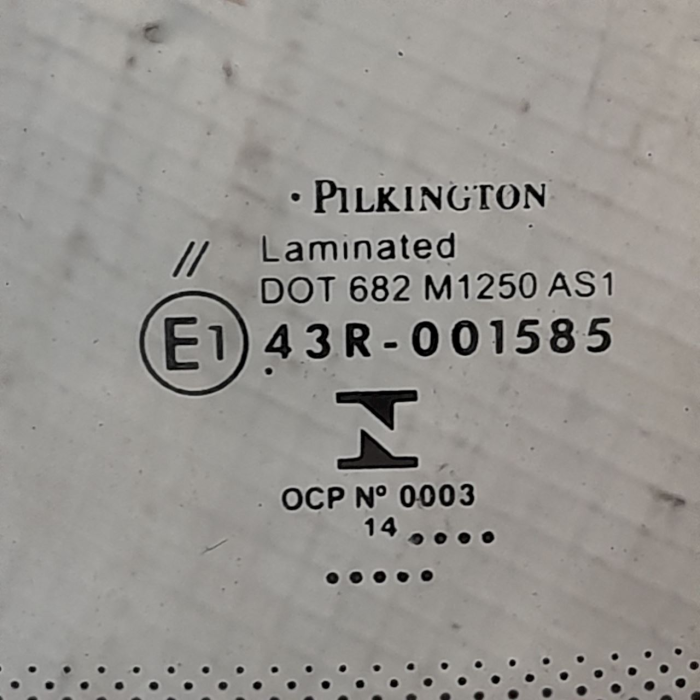 PILKINGTON
// Laminated
DOT 682 M1250 AS1
E1 43R-001585
OCP Nº 0003
14